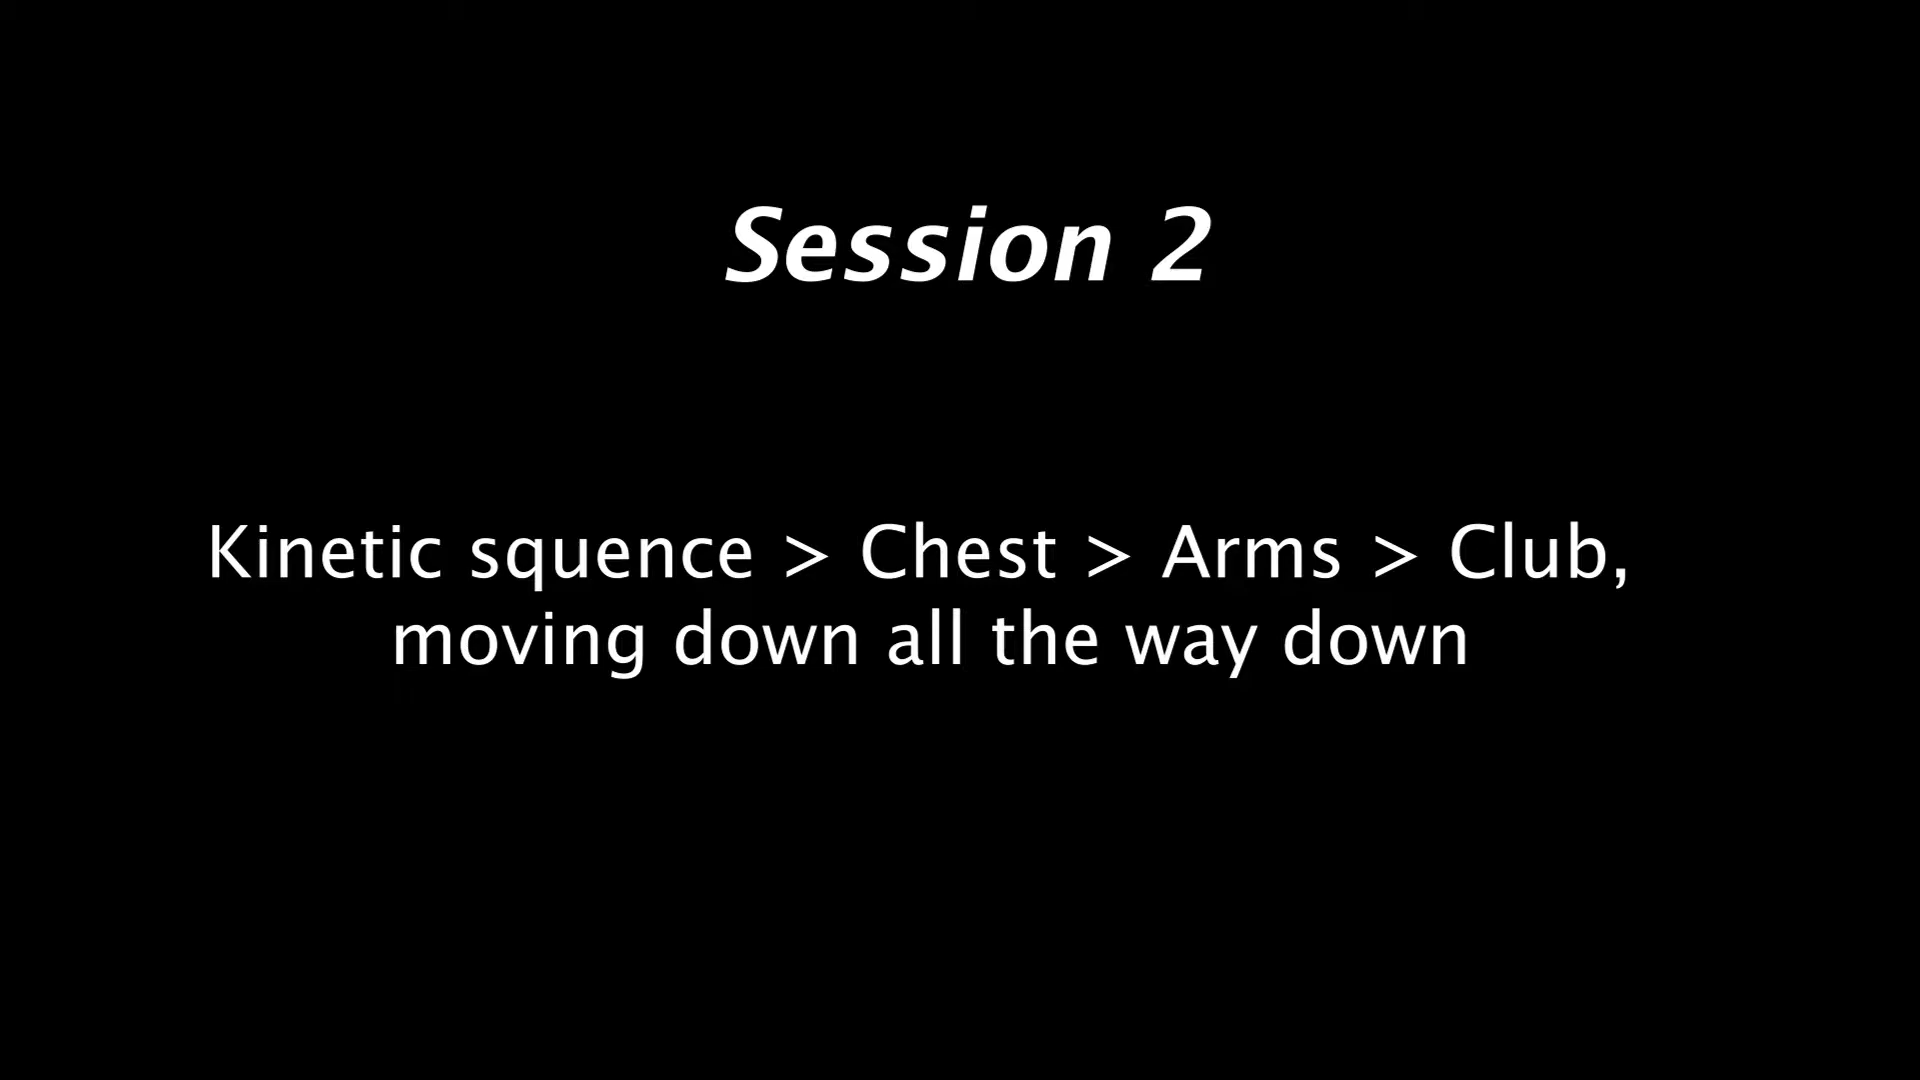 Session 2
Kinetic squence > Chest > Arms > Club,
moving down all the way down